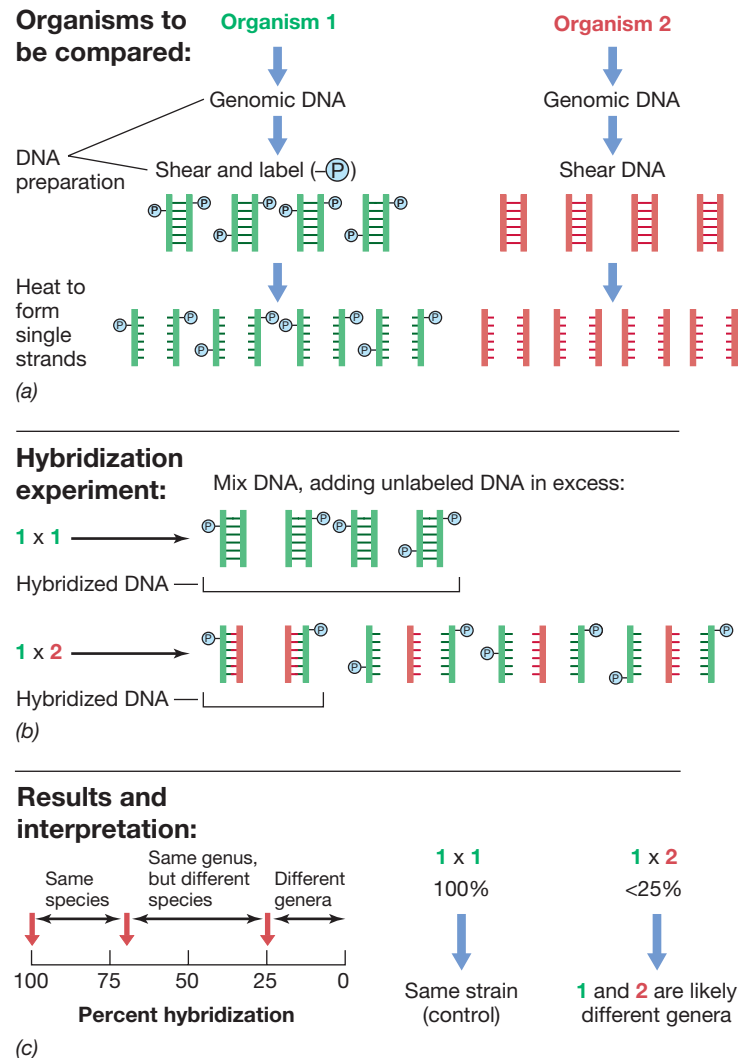 Organisms to
be compared:
Organism 1
Organism 2
Genomic DNA
Genomic DNA
DNA
preparation
Shear and label (–P)
Shear DNA
P P P P P P P P
Heat to
form
single
strands
P P P P P P P P
(a)
Hybridization
experiment:
Mix DNA, adding unlabeled DNA in excess:
1 x 1
P P P P P
Hybridized DNA
1 x 2
P P P P P P P P
Hybridized DNA
(b)
Results and
interpretation:
Same
species
Same genus,
but different
species
Different
genera
100 75 50 25 0
Percent hybridization
1 x 1
100%
Same strain
(control)
1 x 2
<25%
1 and 2 are likely
different genera
(c)